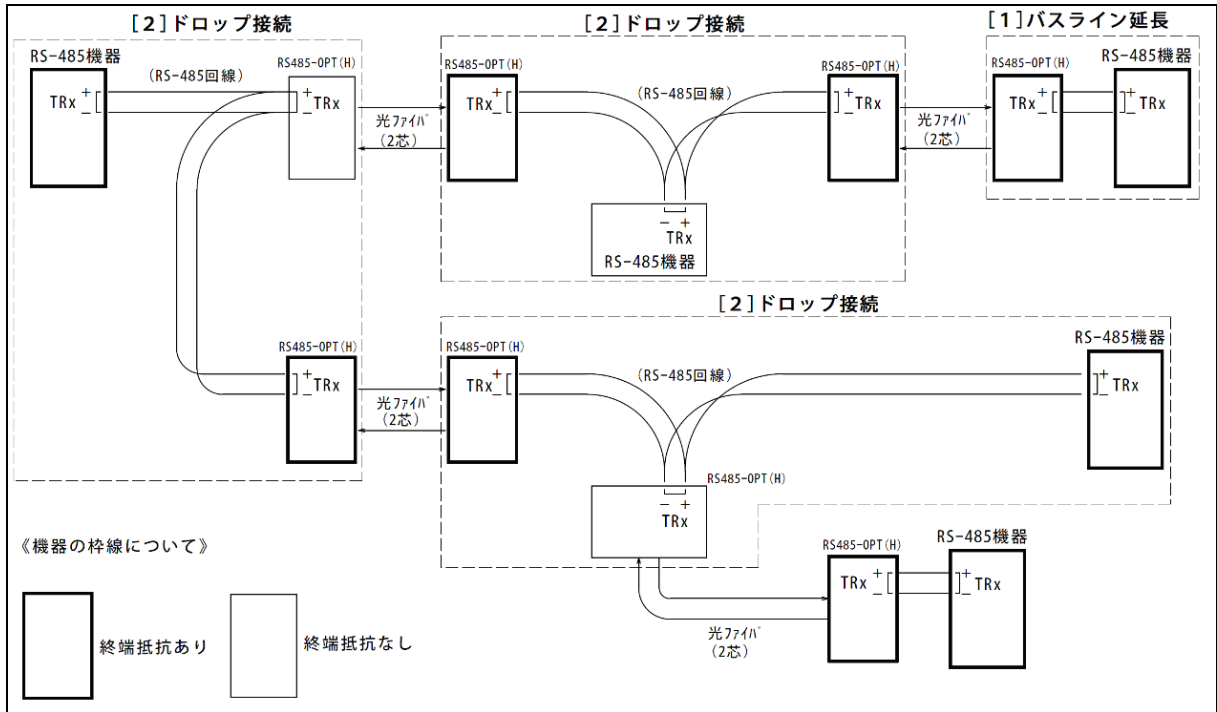 [2]ドロップ接続
RS-485機器
RS485-OPT(H)
(RS-485回線)
TRx
+
−
+
−
TRx
光ファイバ
(2芯)
RS485-OPT(H)
+
−
TRx
[2]ドロップ接続
RS485-OPT(H)
RS485-OPT(H)
(RS-485回線)
TRx
+
−
+
−
TRx
− +
TRx
RS-485機器
光ファイバ
(2芯)
[1]バスライン延長
RS-485機器
RS485-OPT(H)
TRx
+
−
+
−
TRx
[2]ドロップ接続
RS-485機器
RS485-OPT(H)
(RS-485回線)
TRx
+
−
+
−
TRx
光ファイバ
(2芯)
RS485-OPT(H)
− +
TRx
RS485-OPT(H)
RS-485機器
TRx
+
−
+
−
TRx
光ファイバ
(2芯)
《機器の枠線について》
終端抵抗あり
終端抵抗なし